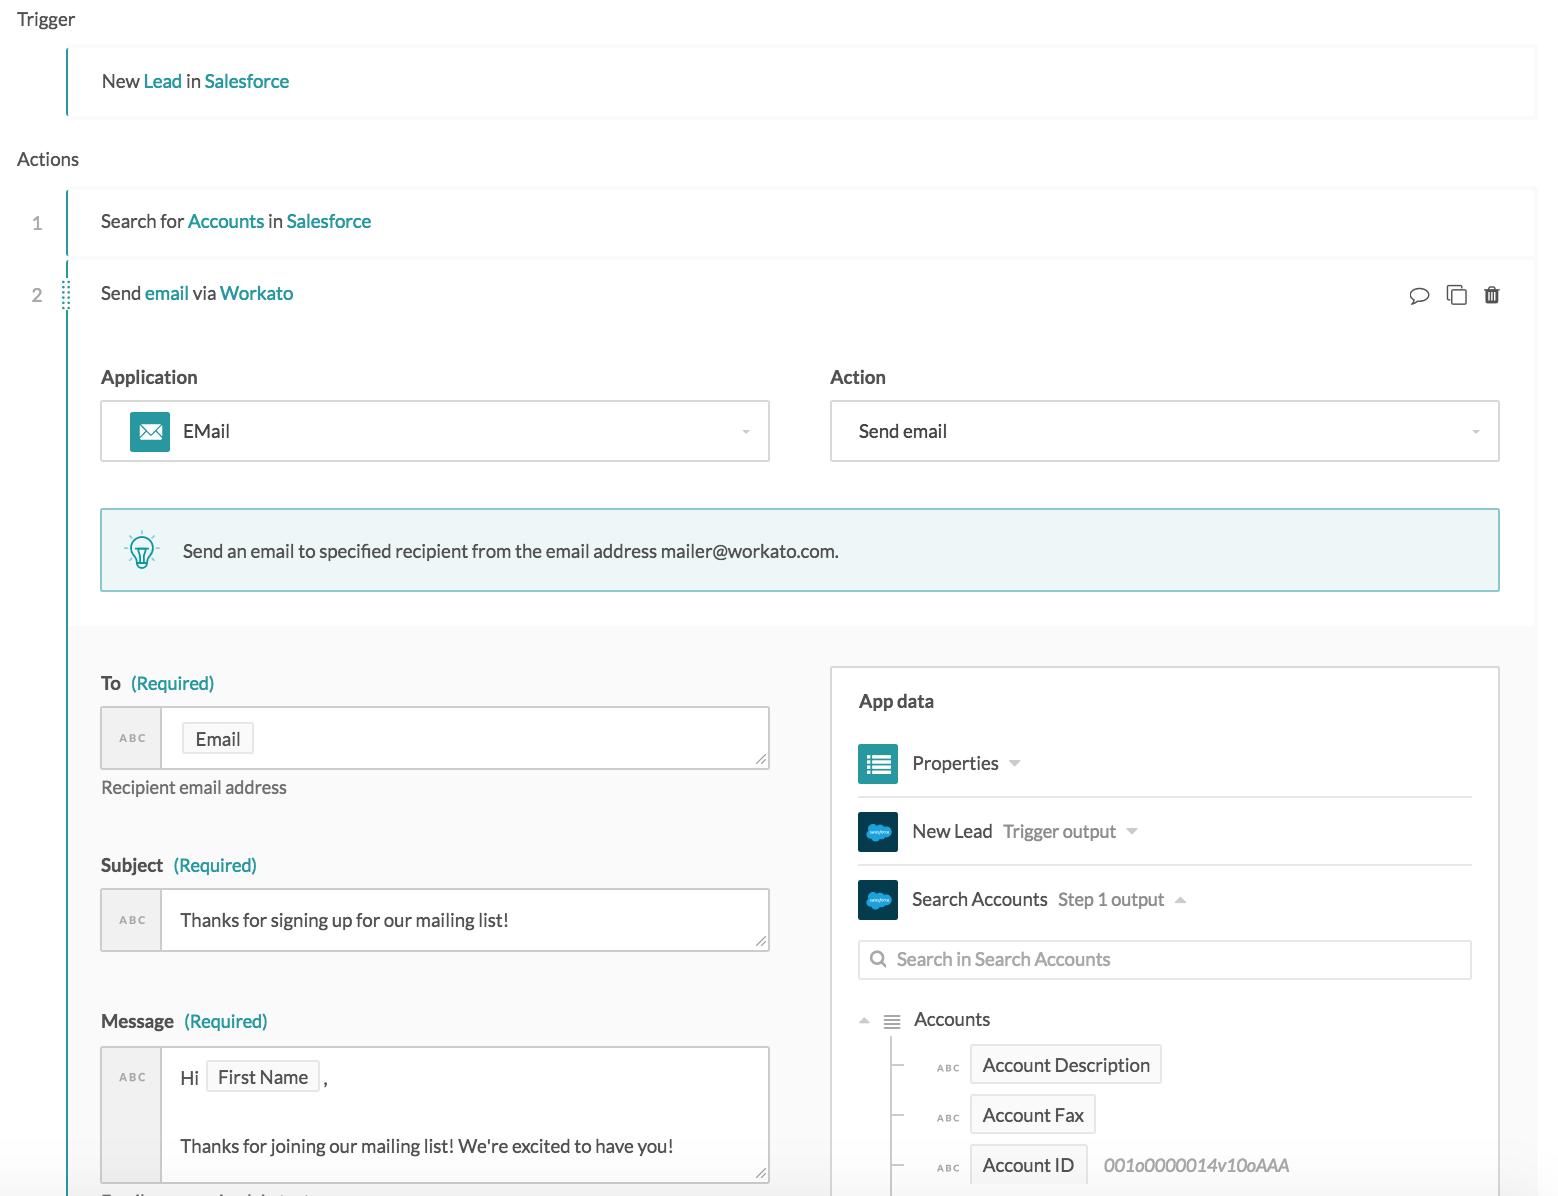 Trigger
New Lead in Salesforce
Actions
1
Search for Accounts in Salesforce
2
Send email via Workato
Application
Action
EMail
Send email
Send an email to specified recipient from the email address mailer@workato.com.
To (Required)
ABC Email
Recipient email address
Subject (Required)
ABC Thanks for signing up for our mailing list!
Message (Required)
ABC Hi First Name ,
Thanks for joining our mailing list! We're excited to have you!
App data
Properties
New Lead Trigger output
Search Accounts Step 1 output
Search in Search Accounts
Accounts
ABC Account Description
ABC Account Fax
ABC Account ID 001o0000014v10oAAA